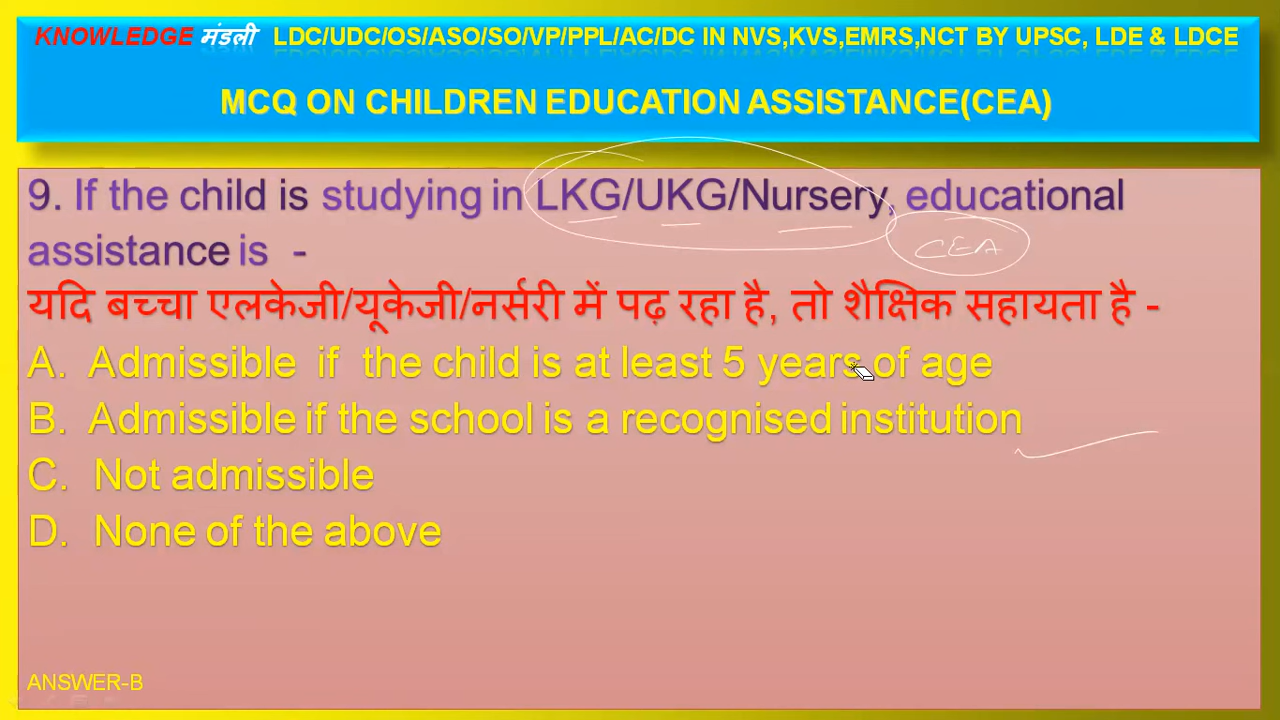 KNOWLEDGE मंडली LDC/UDC/OS/ASO/SO/VP/PPL/AC/DC IN NVS,KVS,EMRS,NCT BY UPSC, LDE & LDCE
MCQ ON CHILDREN EDUCATION ASSISTANCE(CEA)
9. If the child is studying in LKG/UKG/Nursery, educational
assistance is -
CEA
यदि बच्चा एलकेजी/यूकेजी/नर्सरी में पढ़ रहा है, तो शैक्षिक सहायता है -
A. Admissible if the child is at least 5 years of age
B. Admissible if the school is a recognised institution
C. Not admissible
D. None of the above
ANSWER-B